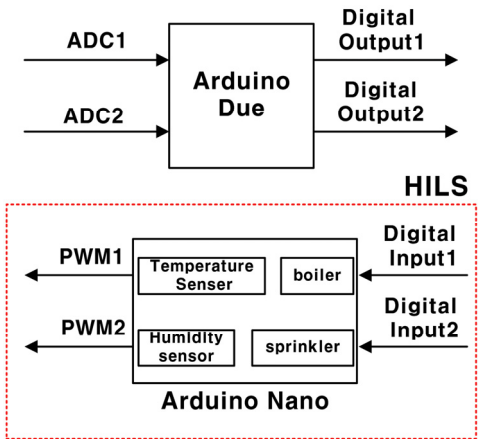 ADC1
ADC2
Arduino
Due
Digital
Output1
Digital
Output2
HILS
PWM1
PWM2
Temperature
Senser
boiler
Humidity
sensor
sprinkler
Digital
Input1
Digital
Input2
Arduino Nano